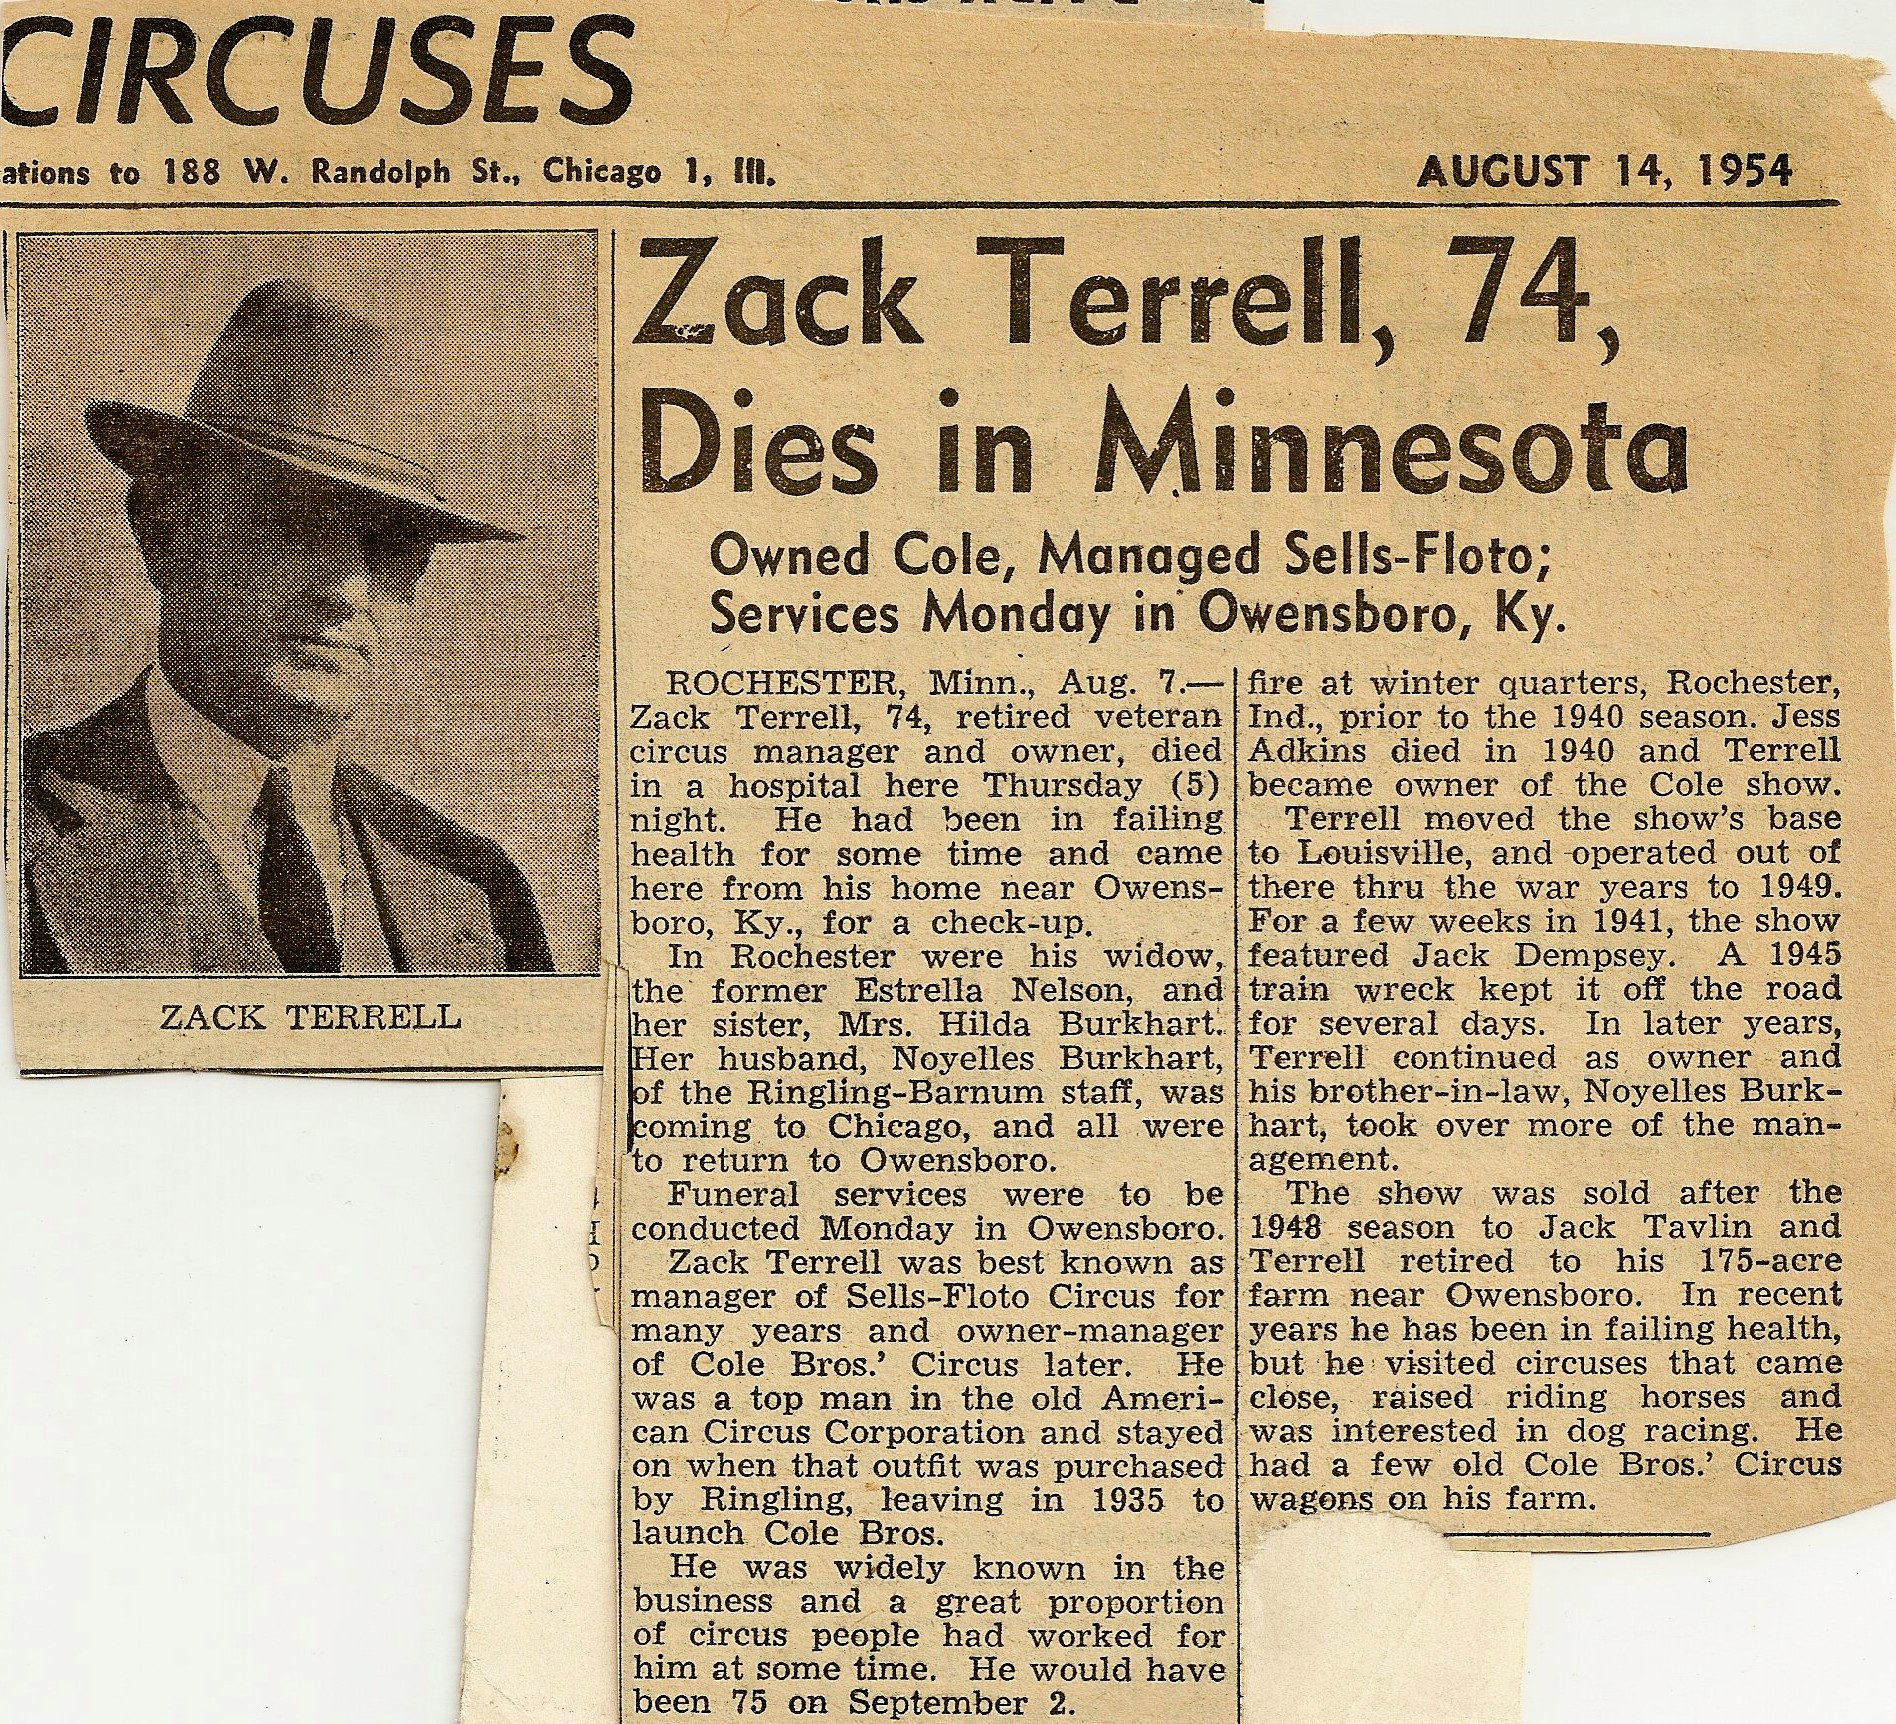 CIRCUSES
ations to 188 W. Randolph St., Chicago 1, Ill.
AUGUST 14, 1954
ZACK TERRELL
Zack Terrell, 74,
Dies in Minnesota
Owned Cole, Managed Sells-Floto;
Services Monday in Owensboro, Ky.
ROCHESTER, Minn., Aug. 7.—
Zack Terrell, 74, retired veteran
circus manager and owner, died
in a hospital here Thursday (5)
night. He had been in failing
health for some time and came
here from his home near Owens-
boro, Ky., for a check-up.
In Rochester were his widow,
the former Estrella Nelson, and
her sister, Mrs. Hilda Burkhart.
Her husband, Noyelles Burkhart,
of the Ringling-Barnum staff, was
coming to Chicago, and all were
to return to Owensboro.
Funeral services were to be
conducted Monday in Owensboro.
Zack Terrell was best known as
manager of Sells-Floto Circus for
many years and owner-manager
of Cole Bros.' Circus later. He
was a top man in the old Ameri-
can Circus Corporation and stayed
on when that outfit was purchased
by Ringling, leaving in 1935 to
launch Cole Bros.
He was widely known in the
business and a great proportion
of circus people had worked for
him at some time. He would have
been 75 on September 2.
fire at winter quarters, Rochester,
Ind., prior to the 1940 season. Jess
Adkins died in 1940 and Terrell
became owner of the Cole show.
Terrell moved the show's base
to Louisville, and operated out of
there thru the war years to 1949.
For a few weeks in 1941, the show
featured Jack Dempsey. A 1945
train wreck kept it off the road
for several days. In later years,
Terrell continued as owner and
his brother-in-law, Noyelles Burk-
hart, took over more of the man-
agement.
The show was sold after the
1948 season to Jack Tavlin and
Terrell retired to his 175-acre
farm near Owensboro. In recent
years he has been in failing health,
but he visited circuses that came
close, raised riding horses and
was interested in dog racing. He
had a few old Cole Bros.' Circus
wagons on his farm.